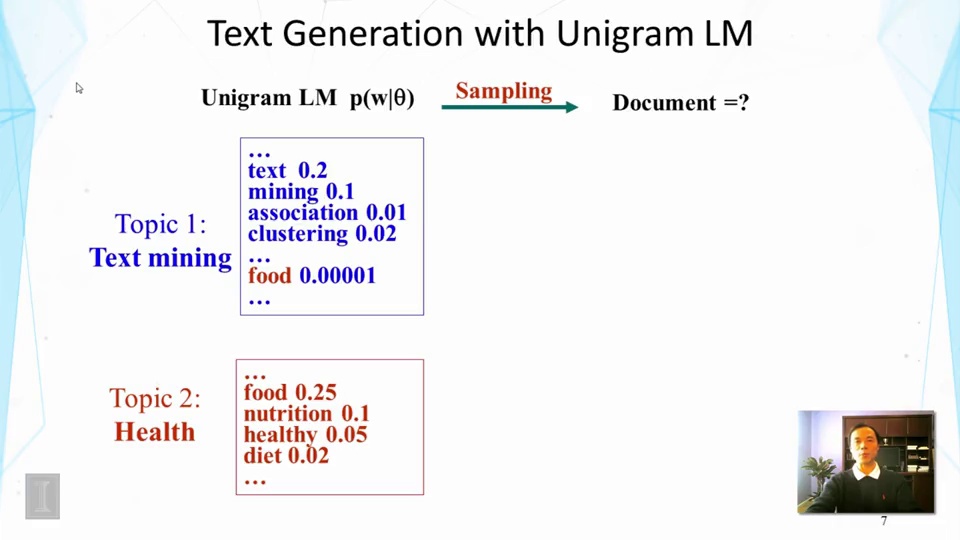 Text Generation with Unigram LM
Unigram LM p(w|θ)
Sampling
Document =?
Topic 1:
Text mining
...
text 0.2
mining 0.1
association 0.01
clustering 0.02
...
food 0.00001
...
Topic 2:
Health
...
food 0.25
nutrition 0.1
healthy 0.05
diet 0.02
...
I
7